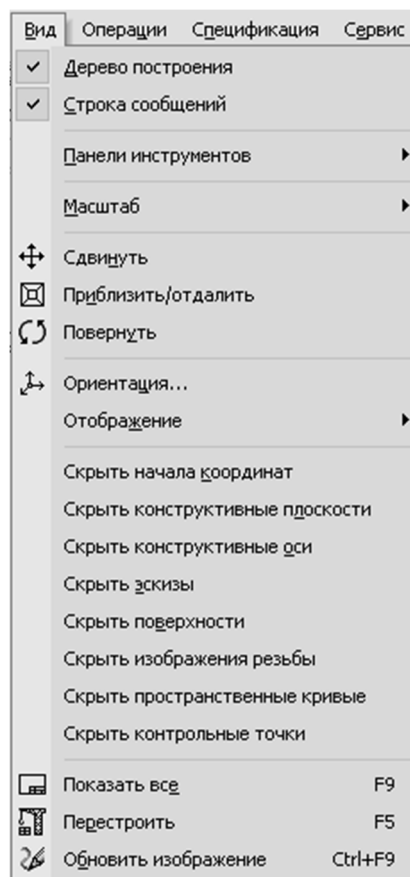 Вид Операции Спецификация Сервис
Дерево построения
Строка сообщений
Панели инструментов
Масштаб
Сдвинуть
Приблизить/отдалить
Повернуть
Ориентация...
Отображение
Скрыть начала координат
Скрыть конструктивные плоскости
Скрыть конструктивные оси
Скрыть эскизы
Скрыть поверхности
Скрыть изображения резьбы
Скрыть пространственные кривые
Скрыть контрольные точки
Показать все F9
Перестроить F5
Обновить изображение Ctrl+F9